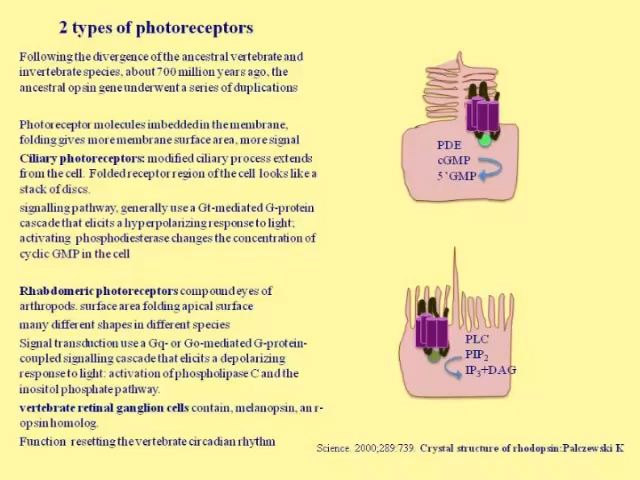 2 types of photoreceptors
Following the divergence of the ancestral vertebrate and
invertebrate species, about 700 million years ago, the
ancestral opsin gene underwent a series of duplications
Photoreceptor molecules imbedded in the membrane,
folding gives more membrane surface area, more signal
Ciliary photoreceptors: modified ciliary process extends
from the cell. Folded receptor region of the cell looks like a
stack of discs.
signalling pathway, generally use a Gt-mediated G-protein
cascade that elicits a hyperpolarizing response to light;
activating phosphodiesterase changes the concentration of
cyclic GMP in the cell
Rhabdomeric photoreceptors compound eyes of
arthropods. surface area folding apical surface
many different shapes in different species
Signal transduction use a Gq- or Go-mediated G-protein-
coupled signalling cascade that elicits a depolarizing
response to light: activation of phospholipase C and the
inositol phosphate pathway.
vertebrate retinal ganglion cells contain, melanopsin, an r-
opsin homolog.
Function resetting the vertebrate circadian rhythm
PDE
cGMP
5'GMP
PLC
PIP2
IP3+DAG
Science. 2000;289:739. Crystal structure of rhodopsin:Palczewski K